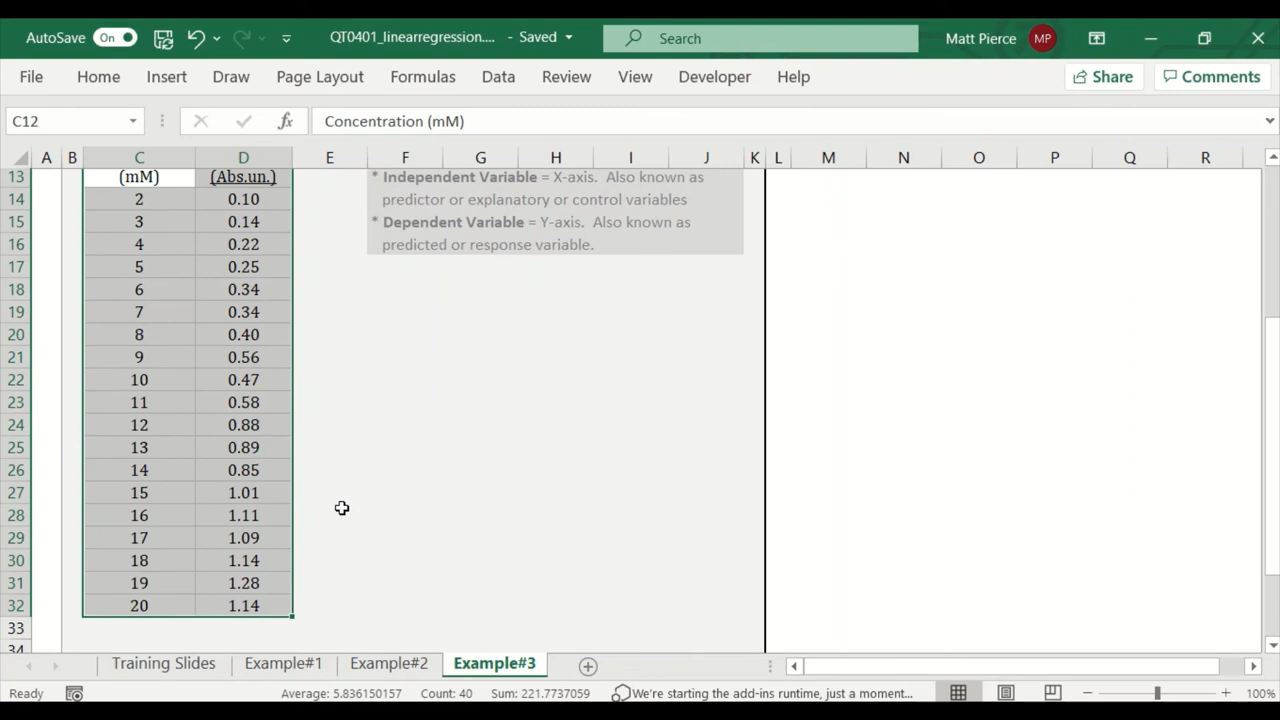 AutoSave On QT0401_linearregression.... - Saved Search Matt Pierce MP
File Home Insert Draw Page Layout Formulas Data Review View Developer Help Share Comments
C12 fx Concentration (mM)
A B C D E F G H I J K L M N O P Q R
13 (mM) (Abs.un.) * Independent Variable = X-axis. Also known as
14 2 0.10 predictor or explanatory or control variables
15 3 0.14 * Dependent Variable = Y-axis. Also known as
16 4 0.22 predicted or response variable.
17 5 0.25
18 6 0.34
19 7 0.34
20 8 0.40
21 9 0.56
22 10 0.47
23 11 0.58
24 12 0.88
25 13 0.89
26 14 0.85
27 15 1.01
28 16 1.11
29 17 1.09
30 18 1.14
31 19 1.28
32 20 1.14
33
34
Training Slides Example#1 Example#2 Example#3
Ready Average: 5.836150157 Count: 40 Sum: 221.7737059 We're starting the add-ins runtime, just a moment... 100%